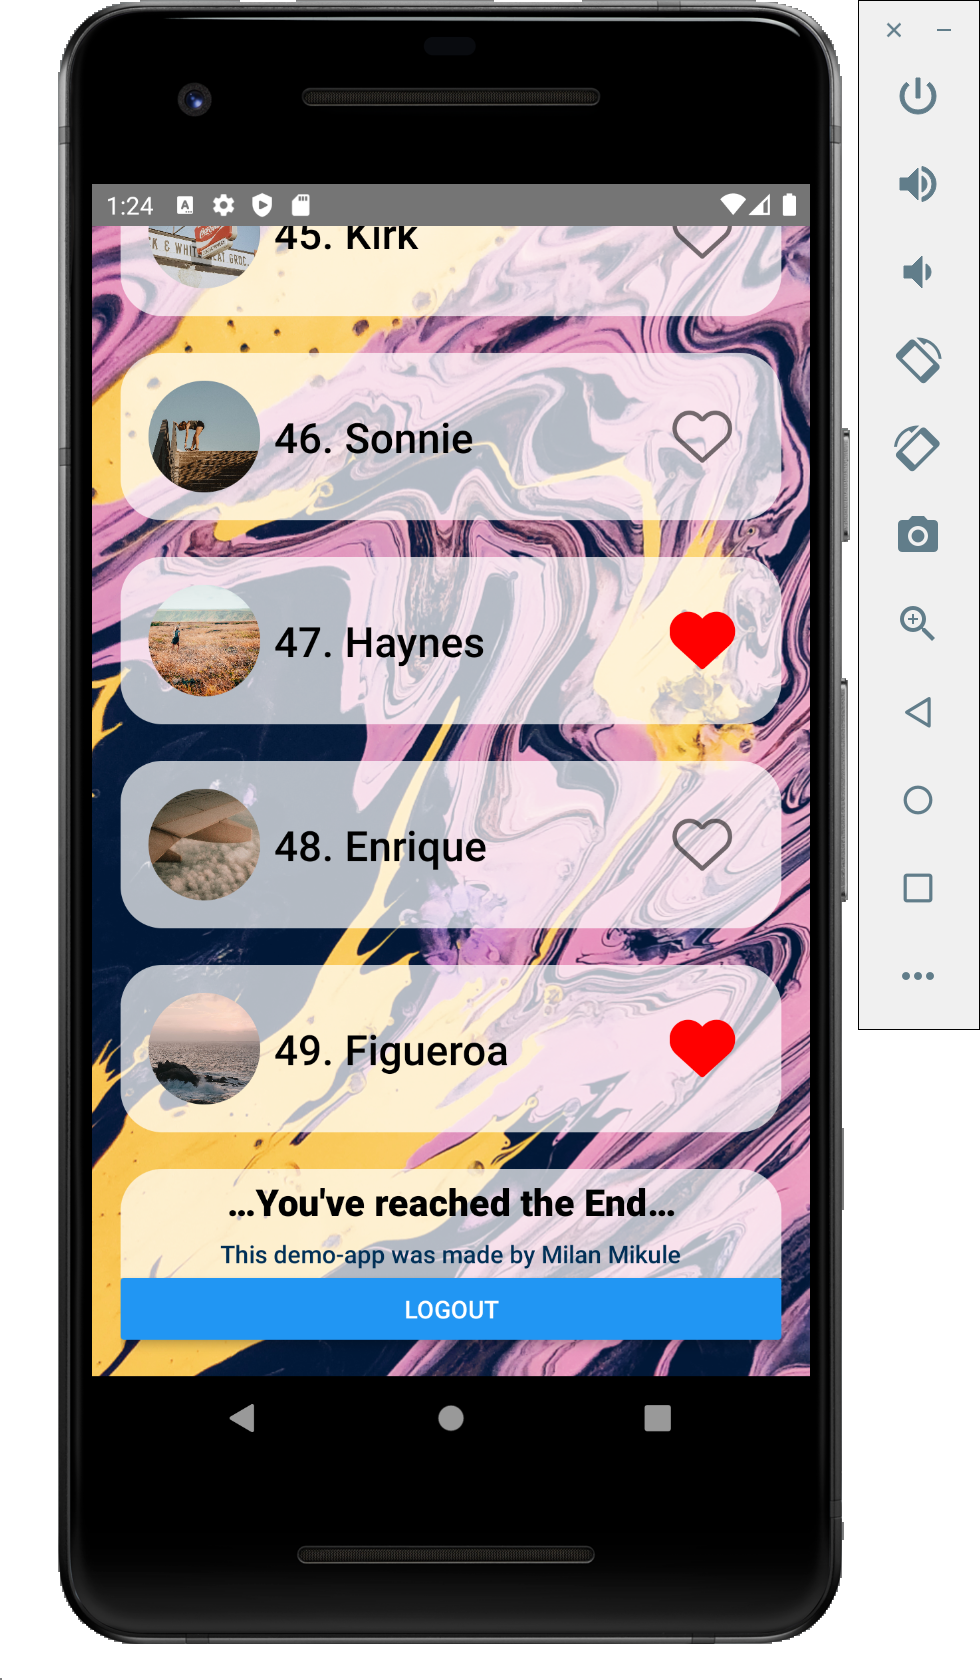 1:24
45. Kirk
46. Sonnie
47. Haynes
48. Enrique
49. Figueroa
...You've reached the End...
This demo-app was made by Milan Mikule
LOGOUT